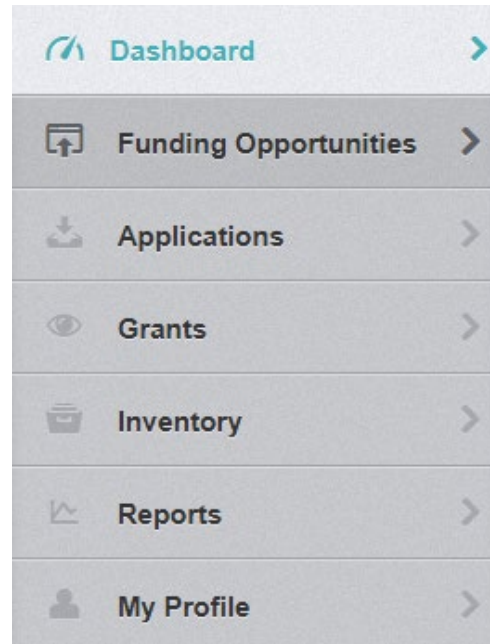 Dashboard
Funding Opportunities
Applications
Grants
Inventory
Reports
My Profile